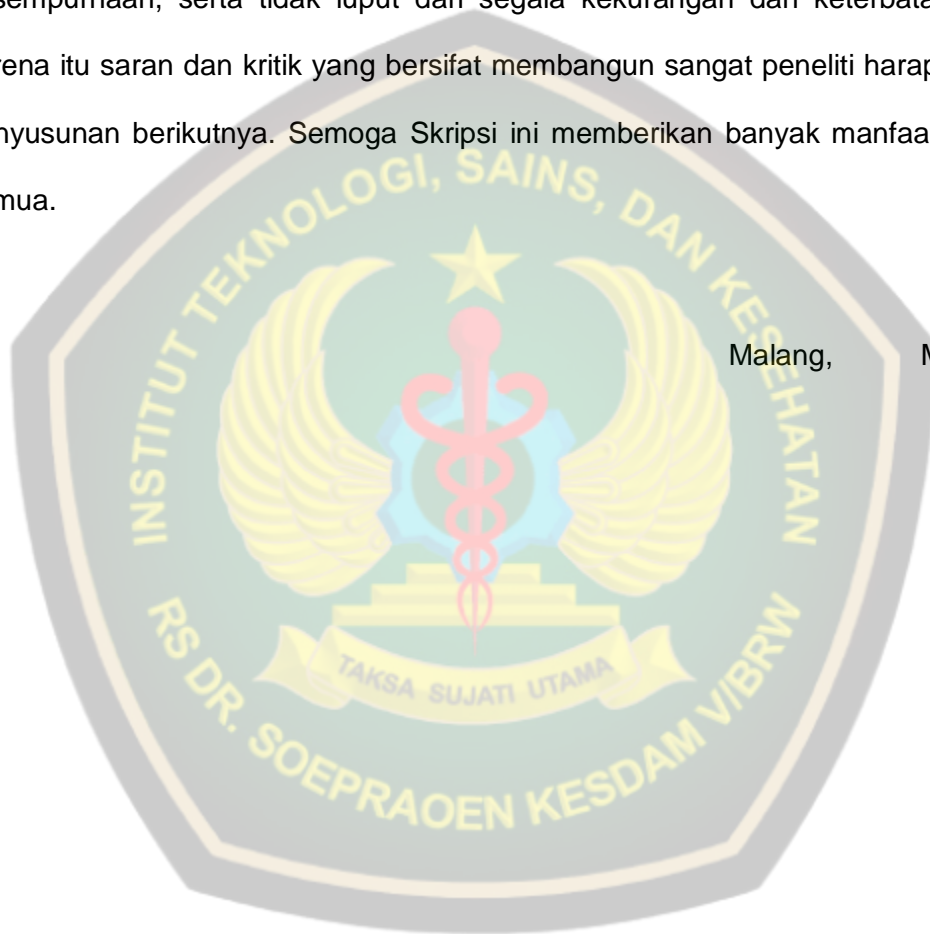 sempurnaan, serta tidak luput dari segala kekurangan dan keterbata
rena itu saran dan kritik yang bersifat membangun sangat peneliti harap
nyusunan berikutnya. Semoga Skripsi ini memberikan banyak manfaa
mua.
INSTITUT TEKNOLOGI, SAINS, DAN KESEHATAN
Malang, M
TAKSA SUJATI UTAMA
RS DR. SOEPRAOEN KESDAM V/BRW